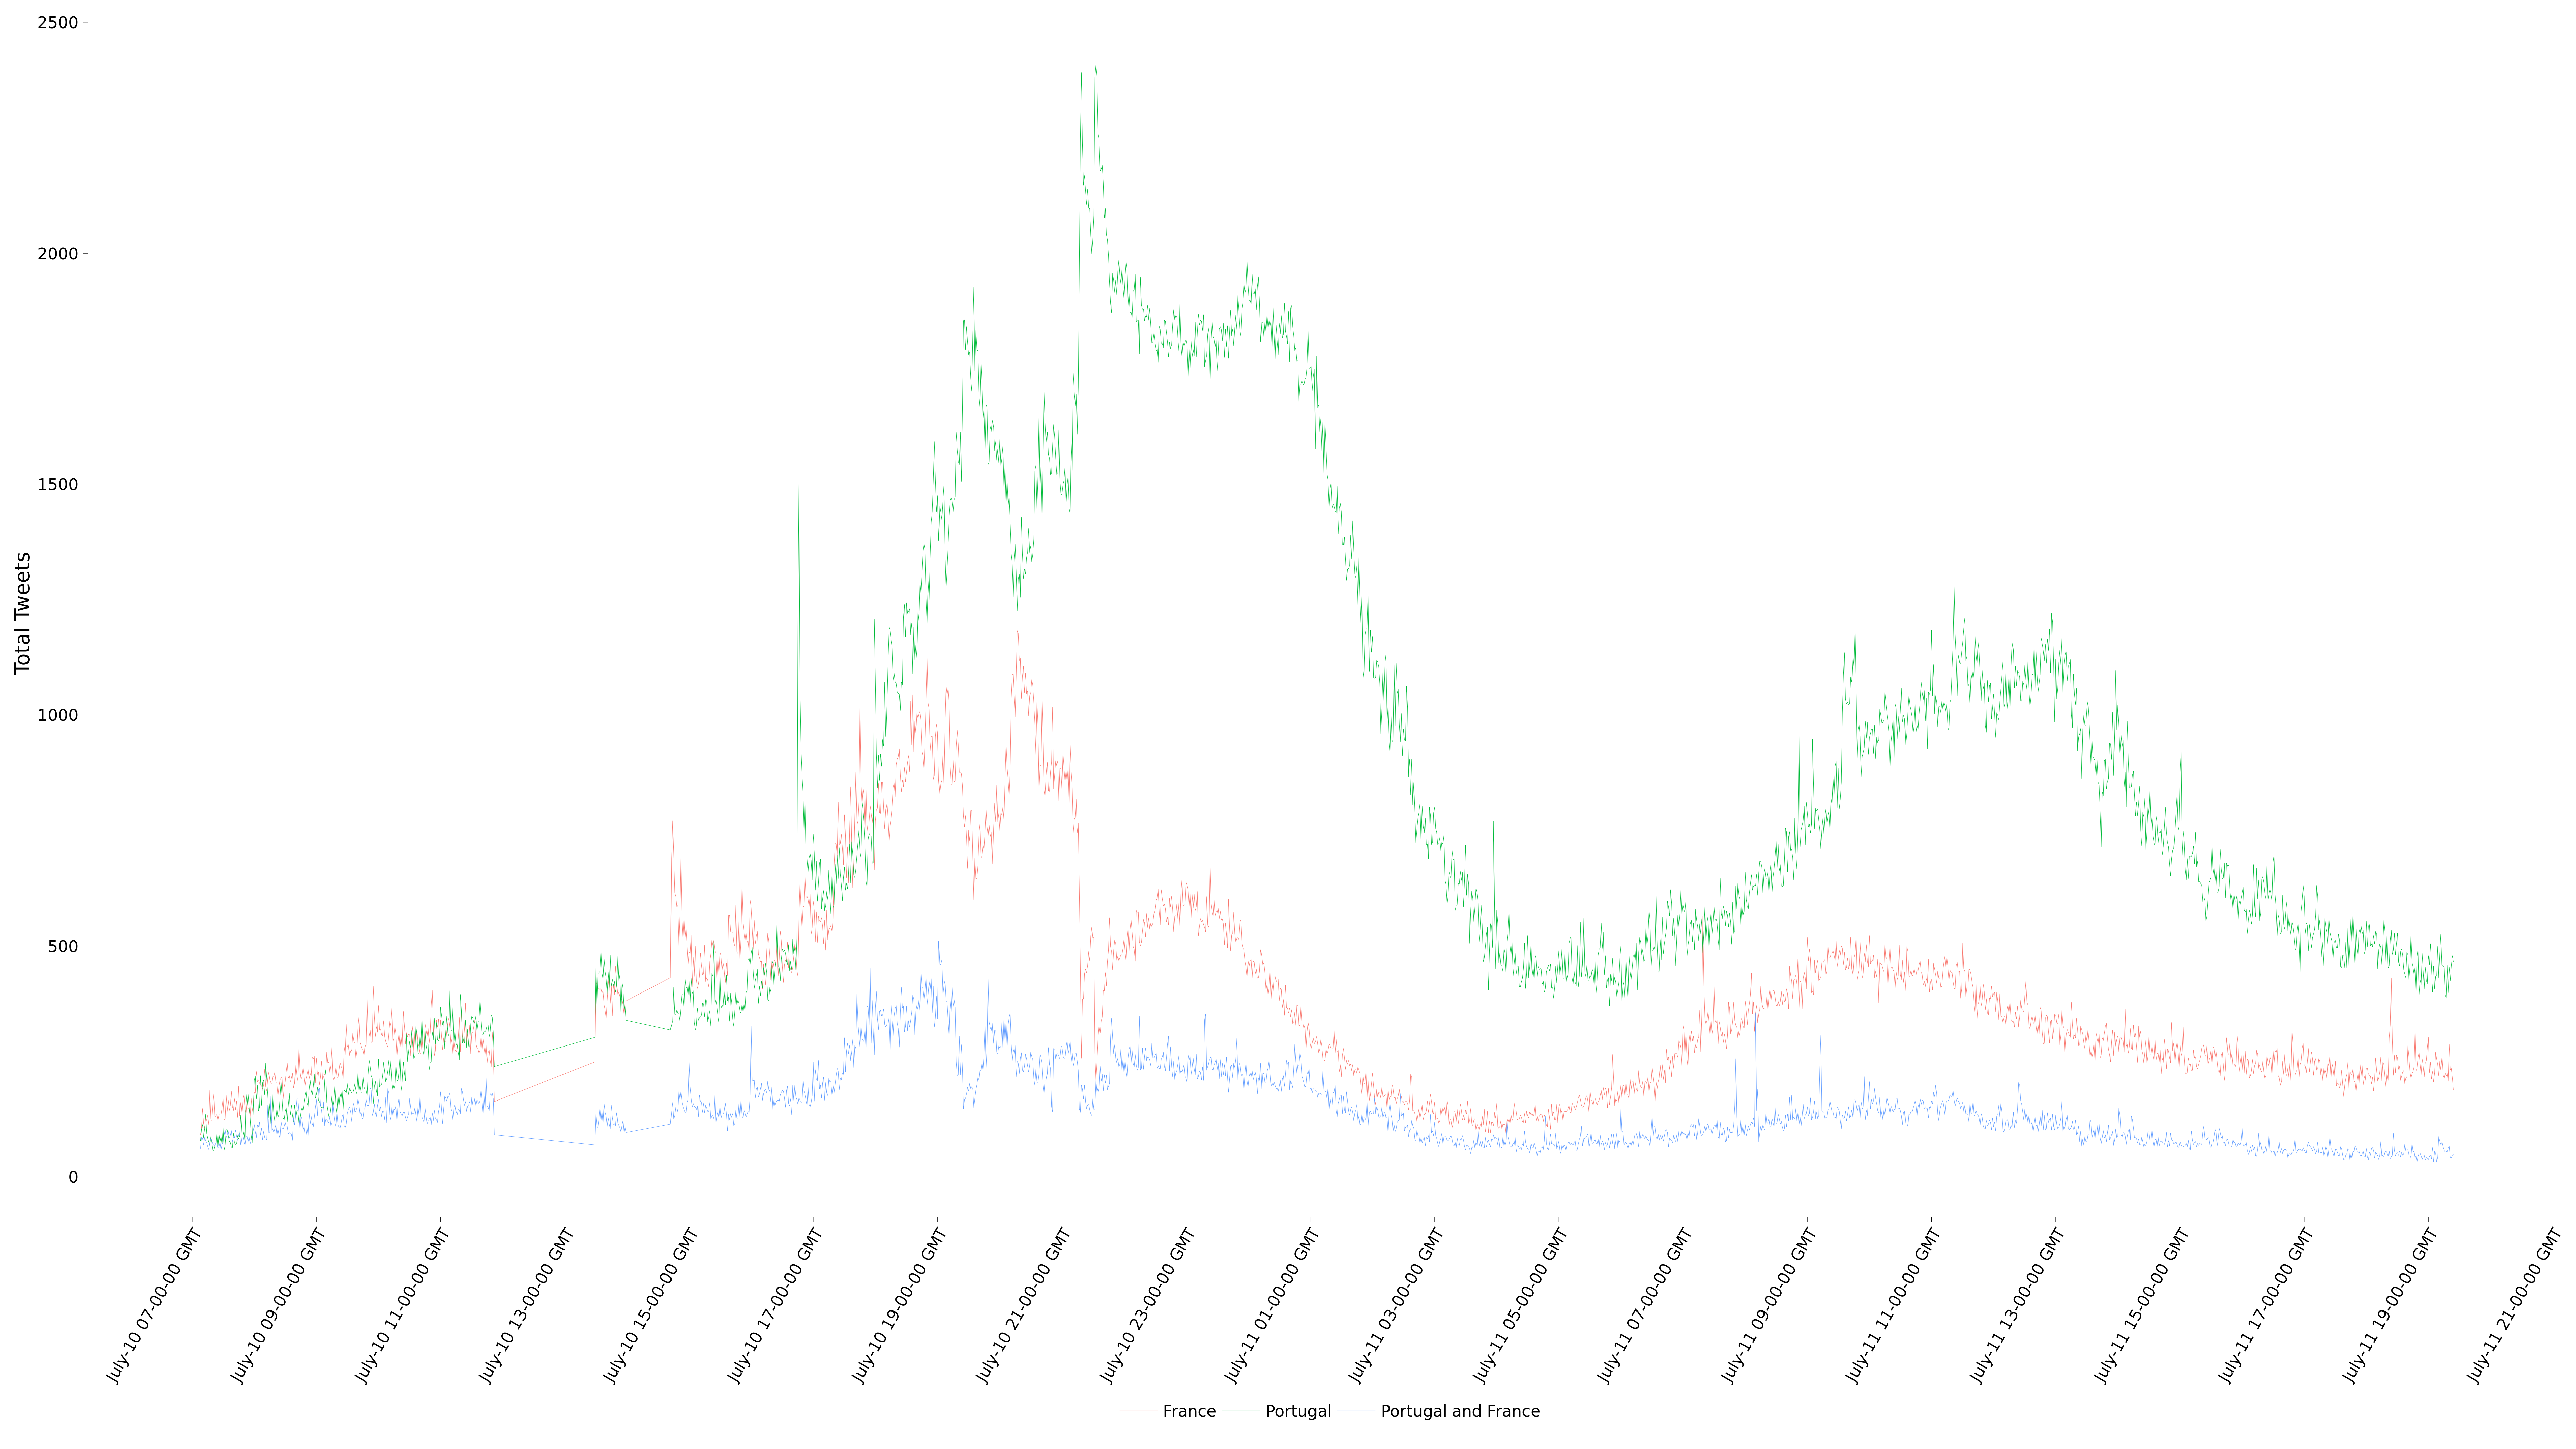 Total Tweets
2500
2000
1500
1000
500
0
July-10 07-00-00 GMT
July-10 09-00-00 GMT
July-10 11-00-00 GMT
July-10 13-00-00 GMT
July-10 15-00-00 GMT
July-10 17-00-00 GMT
July-10 19-00-00 GMT
July-10 21-00-00 GMT
July-10 23-00-00 GMT
July-11 01-00-00 GMT
July-11 03-00-00 GMT
July-11 05-00-00 GMT
July-11 07-00-00 GMT
July-11 09-00-00 GMT
July-11 11-00-00 GMT
July-11 13-00-00 GMT
July-11 15-00-00 GMT
July-11 17-00-00 GMT
July-11 19-00-00 GMT
July-11 21-00-00 GMT
France Portugal Portugal and France